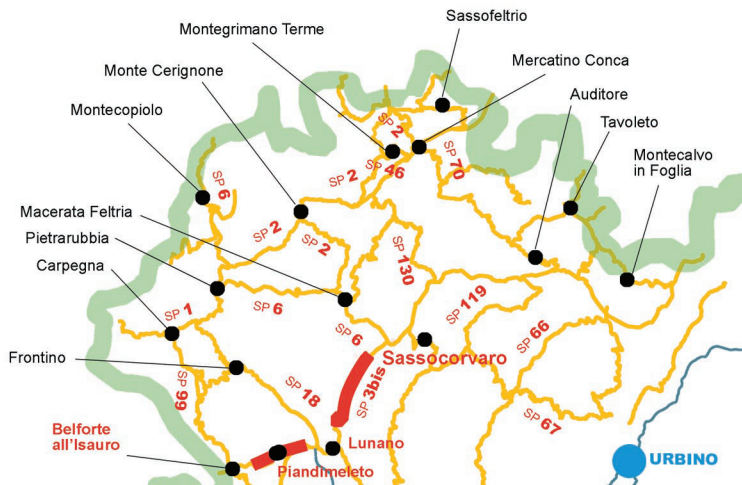 Sassofeltrio
Montegrimano Terme
Mercatino Conca
Monte Cerignone
Auditore
Montecopiolo
Tavoleto
Montecalvo
in Foglia
SP 2
SP 6
SP 2
SP 46
SP 70
Macerata Feltria
SP 2
SP 2
Pietrarubbia
SP 130
Carpegna
SP 1
SP 6
SP 119
SP 6
SP 66
Frontino
Sassocorvaro
SP 66
SP 18
SP 3bis
SP 67
Belforte
all'Isauro
Lunano
Piandimeleto
URBINO